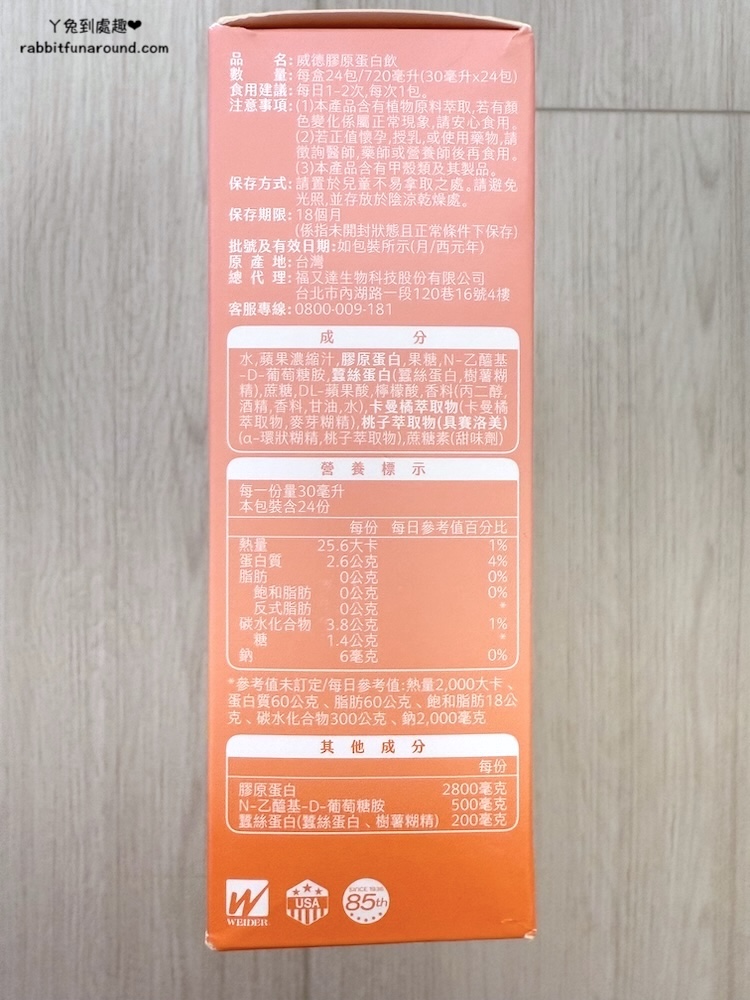 ㄚ兔到處趣❤
rabbitfunaround.com
品名:威德膠原蛋白飲
數量:每盒24包/720毫升(30毫升x24包)
食用建議:每日1-2次,每次1包。
注意事項:(1)本產品含有植物原料萃取,若有顏
色變化係屬正常現象,請安心食用。
(2)若正值懷孕,授乳,或使用藥物,請
徵詢醫師,藥師或營養師後再食用。
(3)本產品含有甲殼類及其製品。
保存方式:請置於兒童不易拿取之處。請避免
光照,並存放於陰涼乾燥處。
保存期限:18個月
(係指未開封狀態且正常條件下保存)
批號及有效日期:如包裝所示(月/西元年)
原產地:台灣
總代理:福又達生物科技股份有限公司
台北市內湖路一段120巷16號4樓
客服專線:0800-009-181
成分
水,蘋果濃縮汁,膠原蛋白,果糖,N-乙醯基
-D-葡萄糖胺,蠶絲蛋白(蠶絲蛋白,樹薯糊
精),蔗糖,DL-蘋果酸,檸檬酸,香料(丙二醇,
酒精,香料,甘油,水),卡曼橘萃取物(卡曼橘
萃取物,麥芽糊精),桃子萃取物(具賽洛美)
(α-環狀糊精,桃子萃取物),蔗糖素(甜味劑)
營養標示
每一份量30毫升
本包裝含24份
每份 每日參考值百分比
熱量 25.6大卡 1%
蛋白質 2.6公克 4%
脂肪 0公克 0%
飽和脂肪 0公克 0%
反式脂肪 0公克 *
碳水化合物 3.8公克 1%
糖 1.4公克 *
鈉 6毫克 0%
*參考值未訂定/每日參考值:熱量2,000大卡、
蛋白質60公克、脂肪60公克、飽和脂肪18公
克、碳水化合物300公克、鈉2,000毫克
其他成分
每份
膠原蛋白 2800毫克
N-乙醯基-D-葡萄糖胺 500毫克
蠶絲蛋白(蠶絲蛋白、樹薯糊精) 200毫克
W
WEIDER
USA
SINCE 1936
85th